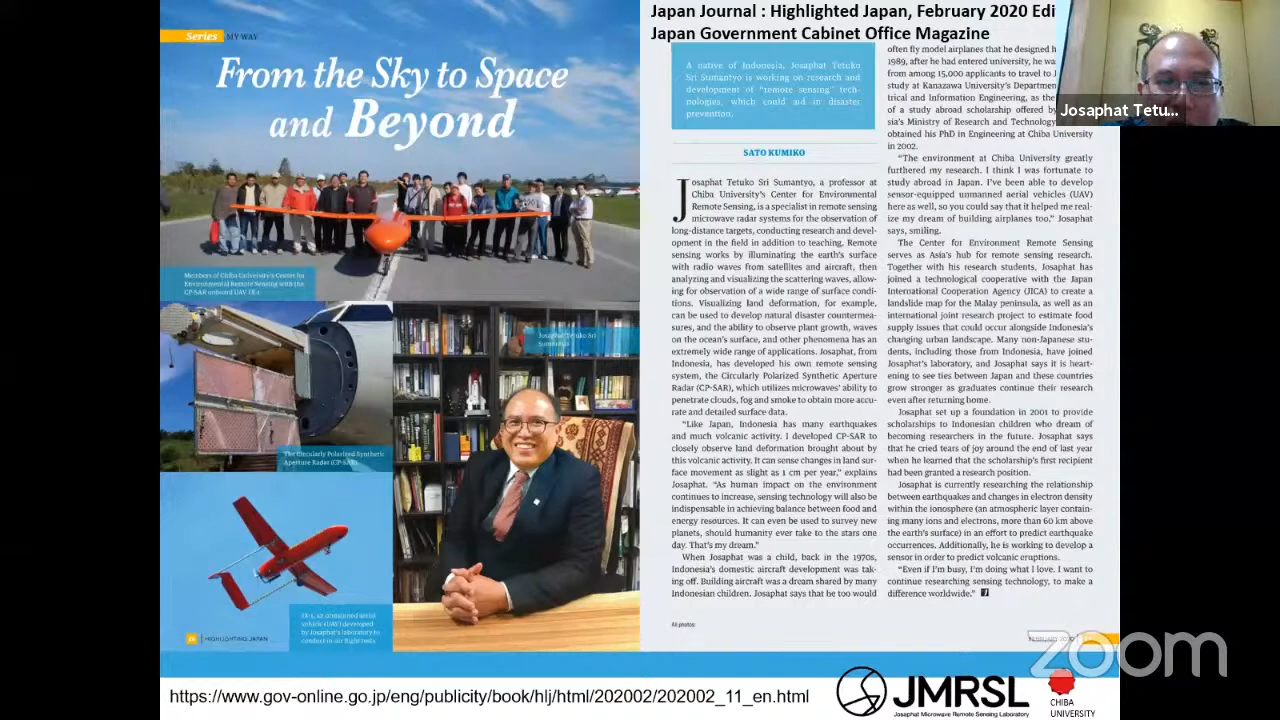 Japan Journal : Highlighted Japan, February 2020 Edi
Japan Government Cabinet Office Magazine
Series MY WAY
From the Sky to Space
and Beyond
Members of Chiba University's Center for
Environmental Remote Sensing with the
CP-SAR onboard UAV
The Circularly Polarized Synthetic
Aperture Radar (CP-SAR)
Josaphat Tetuko Sri
Sumantyo
unmanned aerial
vehicle (UAV) developed
by Josaphat's laboratory to
conduct in-air flight tests
26 | HIGHLIGHTING JAPAN
A native of Indonesia, Josaphat Tetuko
Sri Sumantyo is working on research and
development of “remote sensing” tech-
nologies, which could aid in disaster
prevention.
SATO KUMIKO
Josaphat Tetuko Sri Sumantyo, a professor at
Chiba University's Center for Environmental
Remote Sensing, is a specialist in remote sensing
microwave radar systems for the observation of
long-distance targets, conducting research and devel-
opment in the field in addition to teaching. Remote
sensing works by illuminating the earth's surface
with radio waves from satellites and aircraft, then
analyzing and visualizing the scattering waves, allow-
ing for observation of a wide range of surface condi-
tions. Visualizing land deformation, for example,
can be used to develop natural disaster countermea-
sures, and the ability to observe plant growth, waves
on the ocean's surface, and other phenomena has an
extremely wide range of applications. Josaphat, from
Indonesia, has developed his own remote sensing
system, the Circularly Polarized Synthetic Aperture
Radar (CP-SAR), which utilizes microwaves' ability to
penetrate clouds, fog and smoke to obtain more accu-
rate and detailed surface data.
“Like Japan, Indonesia has many earthquakes
and much volcanic activity. I developed CP-SAR to
closely observe land deformation brought about by
this volcanic activity. It can sense changes in land sur-
face movement as slight as 1 cm per year,” explains
Josaphat. “As human impact on the environment
continues to increase, sensing technology will also be
indispensable in achieving balance between food and
energy resources. It can even be used to survey new
planets, should humanity ever take to the stars one
day. That's my dream.”
When Josaphat was a child, back in the 1970s,
Indonesia's domestic aircraft development was tak-
ing off. Building aircraft was a dream shared by many
Indonesian children. Josaphat says that he too would
often fly model airplanes that he designed h
1989, after he had entered university, he wa
from among 15,000 applicants to travel to J
study at Kanazawa University's Departmen
trical and Information Engineering, as the
of a study abroad scholarship offered by
sia's Ministry of Research and Technology
obtained his PhD in Engineering at Chiba University
in 2002.
“The environment at Chiba University greatly
furthered my research. I think I was fortunate to
study abroad in Japan. I've been able to develop
sensor-equipped unmanned aerial vehicles (UAV)
here as well, so you could say that it helped me real-
ize my dream of building airplanes too,” Josaphat
says, smiling.
The Center for Environment Remote Sensing
serves as Asia's hub for remote sensing research.
Together with his research students, Josaphat has
joined a technological cooperative with the Japan
International Cooperation Agency (JICA) to create a
landslide map for the Malay peninsula, as well as an
international joint research project to estimate food
supply issues that could occur alongside Indonesia's
changing urban landscape. Many non-Japanese stu-
dents, including those from Indonesia, have joined
Josaphat's laboratory, and Josaphat says it is heart-
ening to see ties between Japan and these countries
grow stronger as graduates continue their research
even after returning home.
Josaphat set up a foundation in 2001 to provide
scholarships to Indonesian children who dream of
becoming researchers in the future. Josaphat says
that he cried tears of joy around the end of last year
when he learned that the scholarship's first recipient
had been granted a research position.
Josaphat is currently researching the relationship
between earthquakes and changes in electron density
within the ionosphere (an atmospheric layer contain-
ing many ions and electrons, more than 60 km above
the earth's surface) in an effort to predict earthquake
occurrences. Additionally, he is working to develop a
sensor in order to predict volcanic eruptions.
“Even if I'm busy, I'm doing what I love. I want to
continue researching sensing technology, to make a
difference worldwide.”
All photos:
FEBRUARY 2020
Josaphat Tetu...
zoom
https://www.gov-online.go.jp/eng/publicity/book/hlj/html/202002/202002_11_en.html
JMRSL
Josaphat Microwave Remote Sensing Laboratory
CHIBA
UNIVERSITY